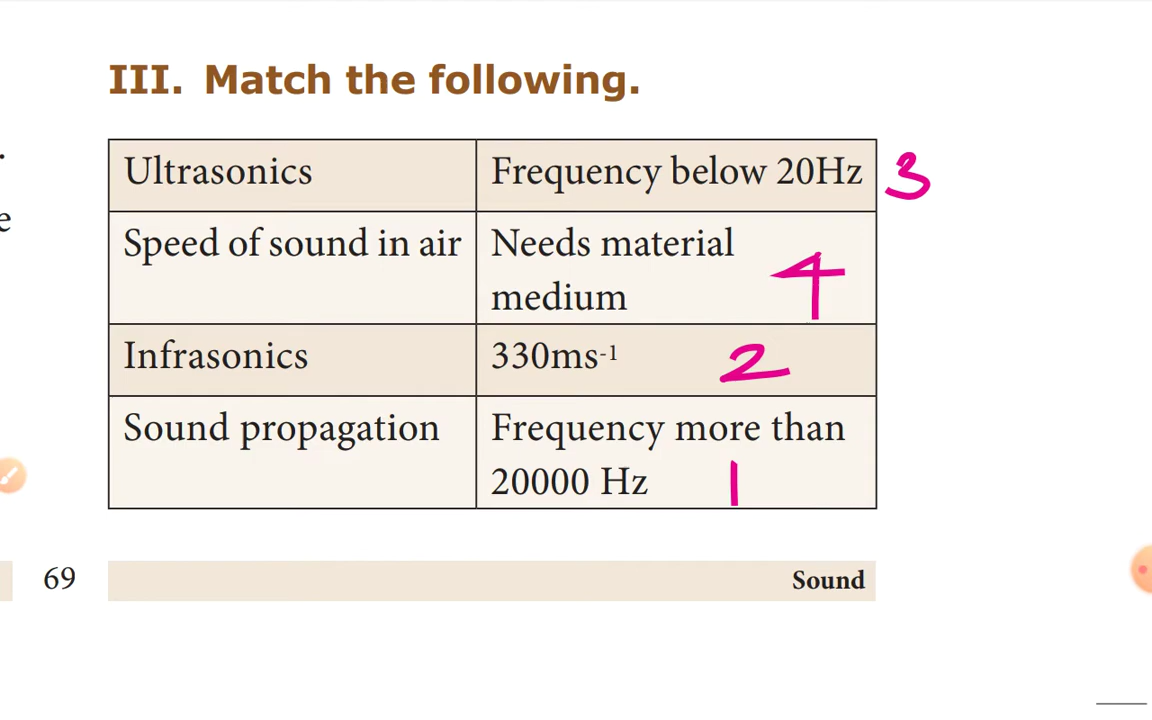 III. Match the following.
Ultrasonics Frequency below 20Hz 3
Speed of sound in air Needs material
medium 4
Infrasonics 330ms-1 2
Sound propagation Frequency more than
20000 Hz 1
.
e
69 Sound